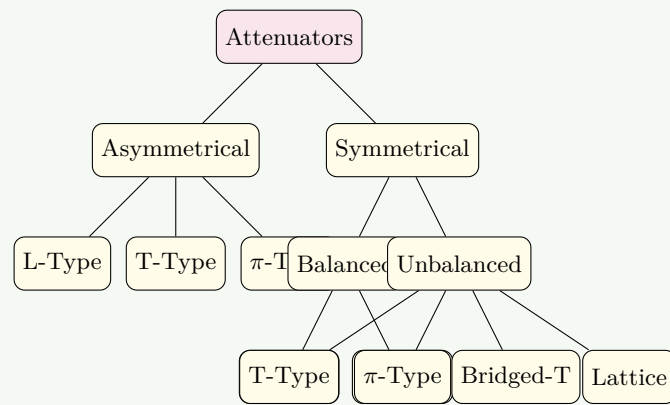 Attenuators
Asymmetrical
Symmetrical
L-Type
T-Type
π-T
Balanced
Unbalanced
T-Type
π-Type
Bridged-T
Lattice